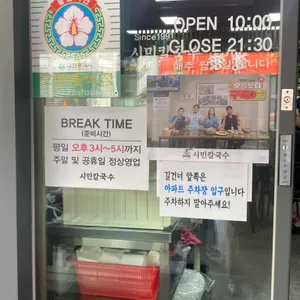 OPEN 10:00
Since1991
CLOSE 21:30
BREAK TIME
(준비시간)
평일 오후 3시~5시까지
주말 및 공휴일 정상영업
시민칼국수
시민칼국수
길건너 앞쪽은
아파트 주차장 입구입니다
주차하지 말아주세요!